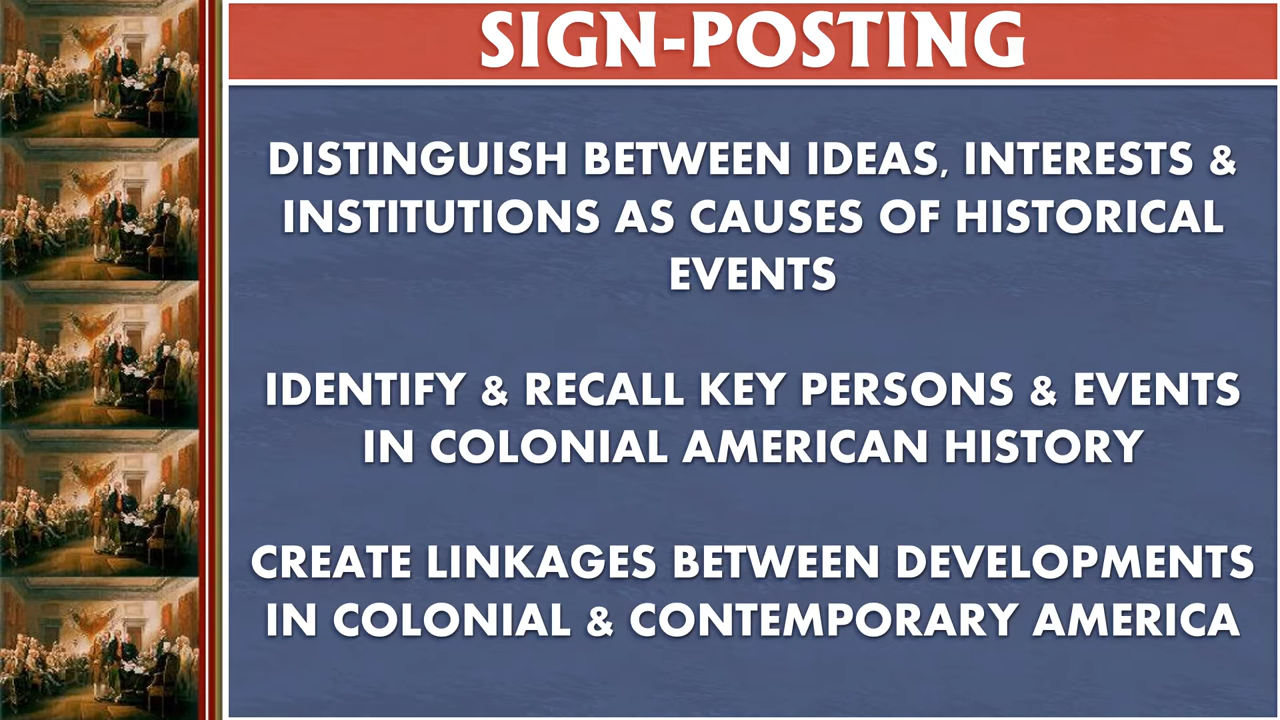 SIGN-POSTING
DISTINGUISH BETWEEN IDEAS, INTERESTS &
INSTITUTIONS AS CAUSES OF HISTORICAL
EVENTS
IDENTIFY & RECALL KEY PERSONS & EVENTS
IN COLONIAL AMERICAN HISTORY
CREATE LINKAGES BETWEEN DEVELOPMENTS
IN COLONIAL & CONTEMPORARY AMERICA